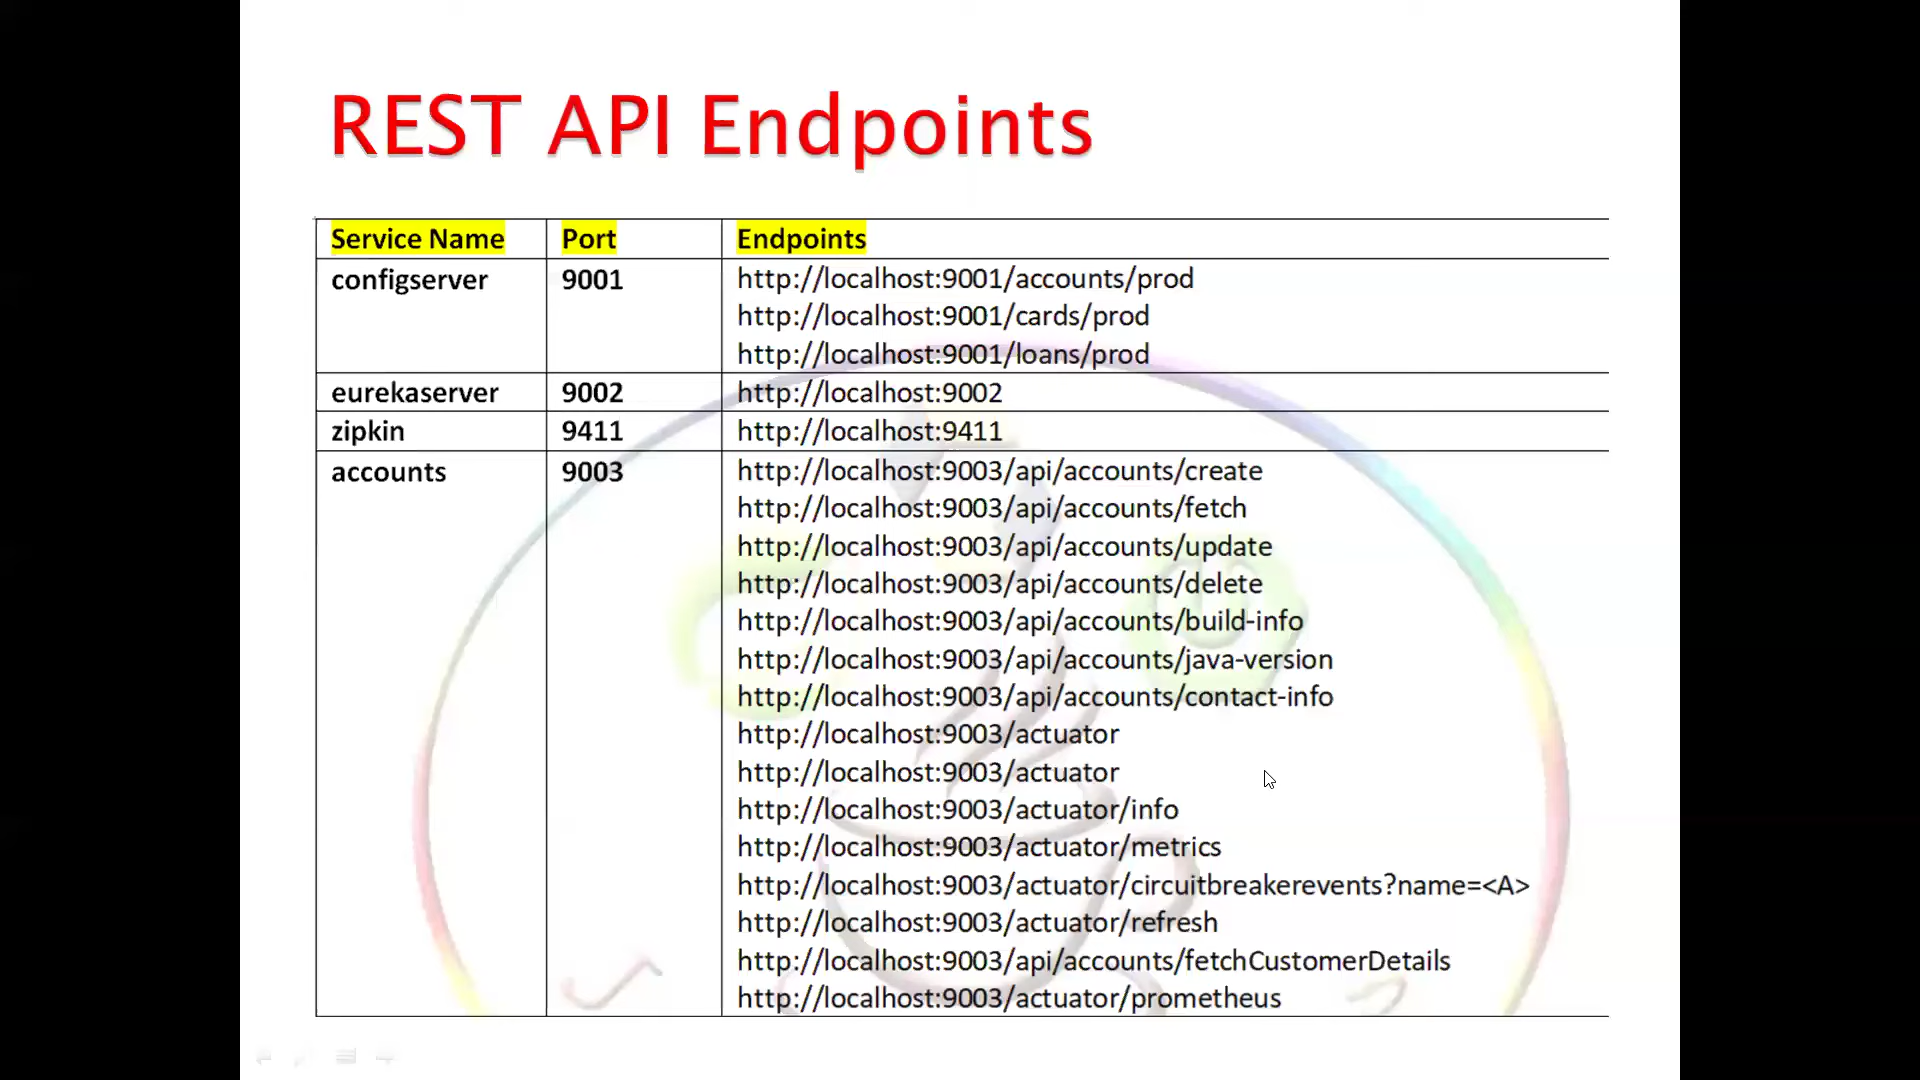 REST API Endpoints
Service Name Port Endpoints
configserver 9001 http://localhost:9001/accounts/prod
http://localhost:9001/cards/prod
http://localhost:9001/loans/prod
eurekaserver 9002 http://localhost:9002
zipkin 9411 http://localhost:9411
accounts 9003 http://localhost:9003/api/accounts/create
http://localhost:9003/api/accounts/fetch
http://localhost:9003/api/accounts/update
http://localhost:9003/api/accounts/delete
http://localhost:9003/api/accounts/build-info
http://localhost:9003/api/accounts/java-version
http://localhost:9003/api/accounts/contact-info
http://localhost:9003/actuator
http://localhost:9003/actuator
http://localhost:9003/actuator/info
http://localhost:9003/actuator/metrics
http://localhost:9003/actuator/circuitbreakerevents?name=<A>
http://localhost:9003/actuator/refresh
http://localhost:9003/api/accounts/fetchCustomerDetails
http://localhost:9003/actuator/prometheus